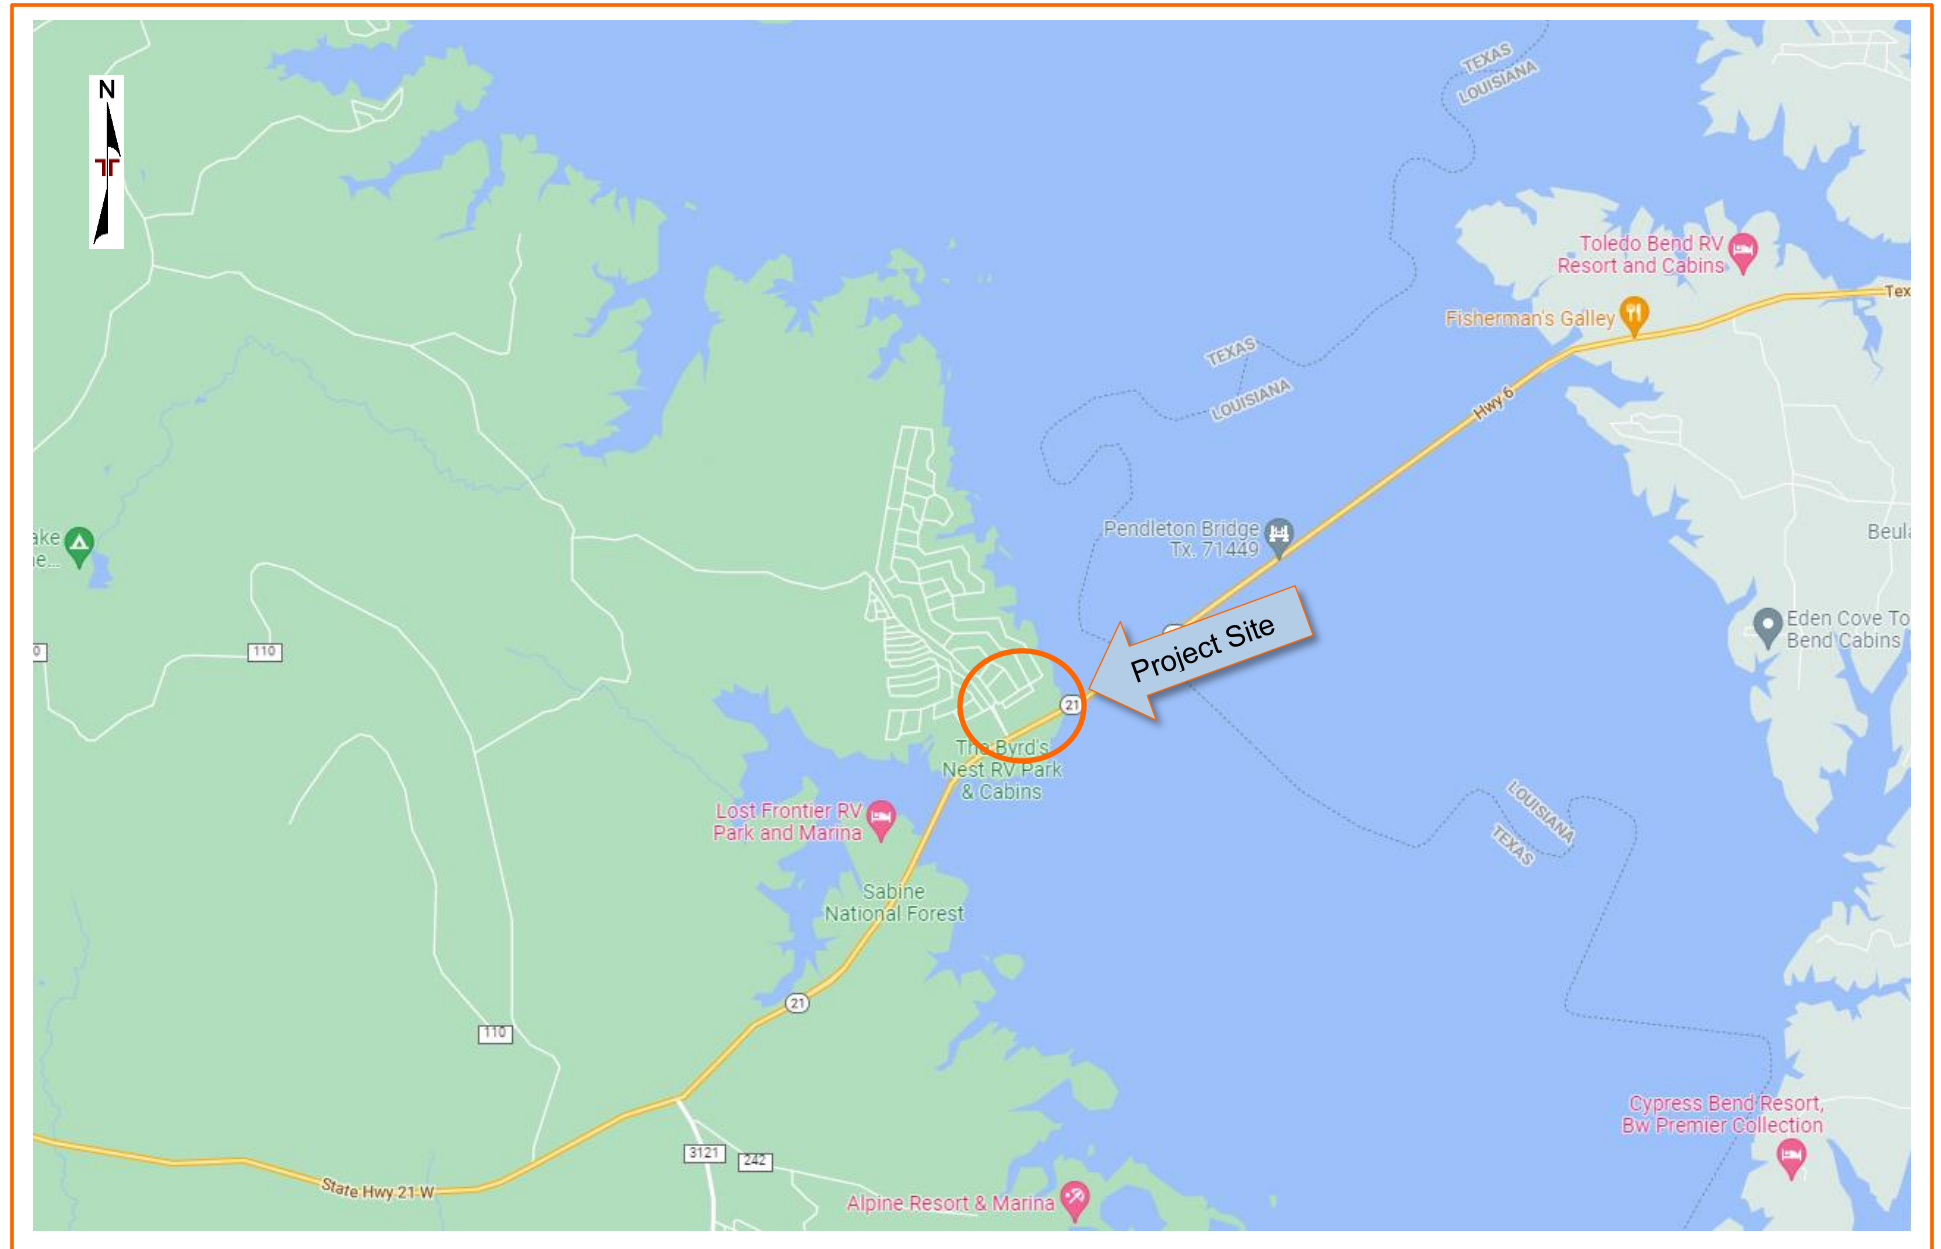 N
TEXAS
LOUISIANA
Toledo Bend RV
Resort and Cabins
Tex
Fisherman's Galley
TEXAS
LOUISIANA
Hwy 6
Pendleton Bridge
Tx. 71449
Beula
ake
ne...
Eden Cove To
Bend Cabins
Project Site
0
110
21
The Byrd's
Nest RV Park
& Cabins
Lost Frontier RV
Park and Marina
LOUISIANA
TEXAS
Sabine
National Forest
21
110
Cypress Bend Resort,
Bw Premier Collection
3121
242
State Hwy 21 W
Alpine Resort & Marina